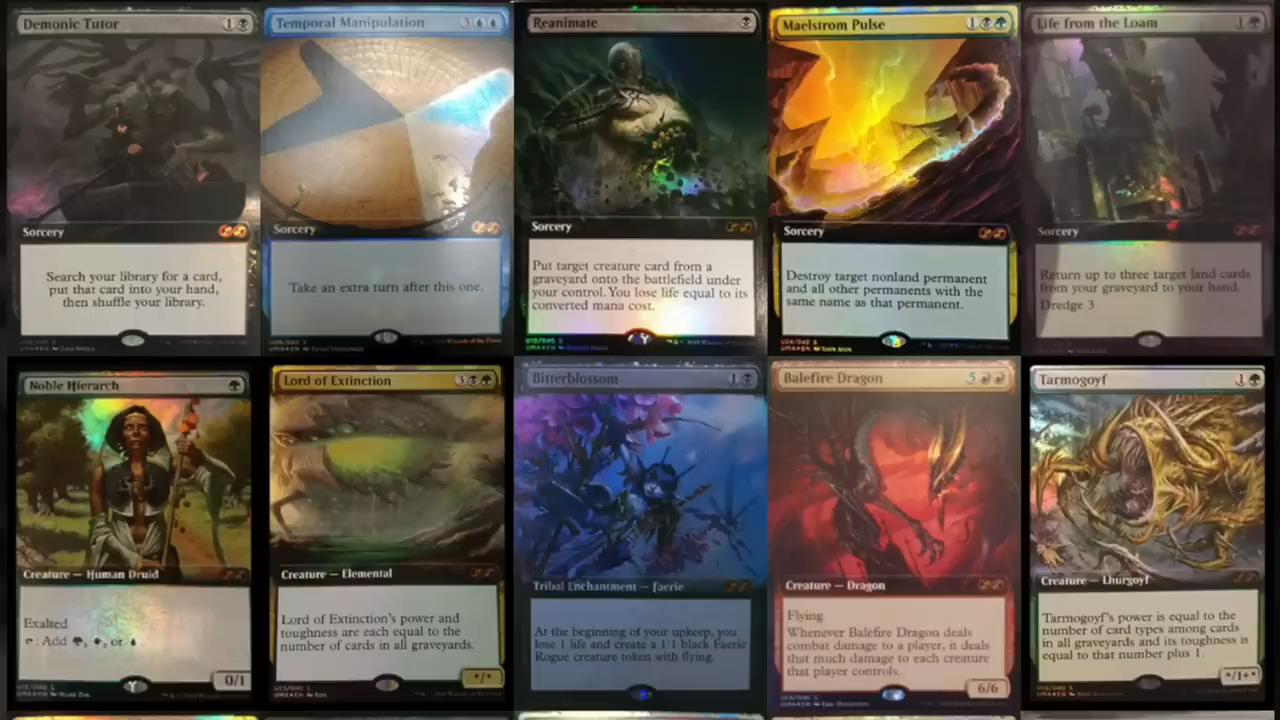 Demonic Tutor 1
Sorcery
Search your library for a card,
put that card into your hand,
then shuffle your library.
Temporal Manipulation 3
Sorcery
Take an extra turn after this one.
Reanimate
Sorcery
Put target creature card from a
graveyard onto the battlefield under
your control. You lose life equal to its
converted mana cost.
Maelstrom Pulse 1
Sorcery
Destroy target nonland permanent
and all other permanents with the
same name as that permanent.
Life from the Loam 1
Sorcery
Return up to three target land cards
from your graveyard to your hand.
Dredge 3
Noble Hierarch
Creature — Human Druid
Exalted
: Add , , or .
0/1
Lord of Extinction 3
Creature — Elemental
Lord of Extinction's power and
toughness are each equal to the
number of cards in all graveyards.
*/*
Bitterblossom 1
Tribal Enchantment — Faerie
At the beginning of your upkeep, you
lose 1 life and create a 1/1 black Faerie
Rogue creature token with flying.
Balefire Dragon 5
Creature — Dragon
Flying
Whenever Balefire Dragon deals
combat damage to a player, it deals
that much damage to each creature
that player controls.
6/6
Tarmogoyf 1
Creature — Lhurgoyf
Tarmogoyf's power is equal to the
number of card types among cards
in all graveyards and its toughness is
equal to that number plus 1.
*/1+*